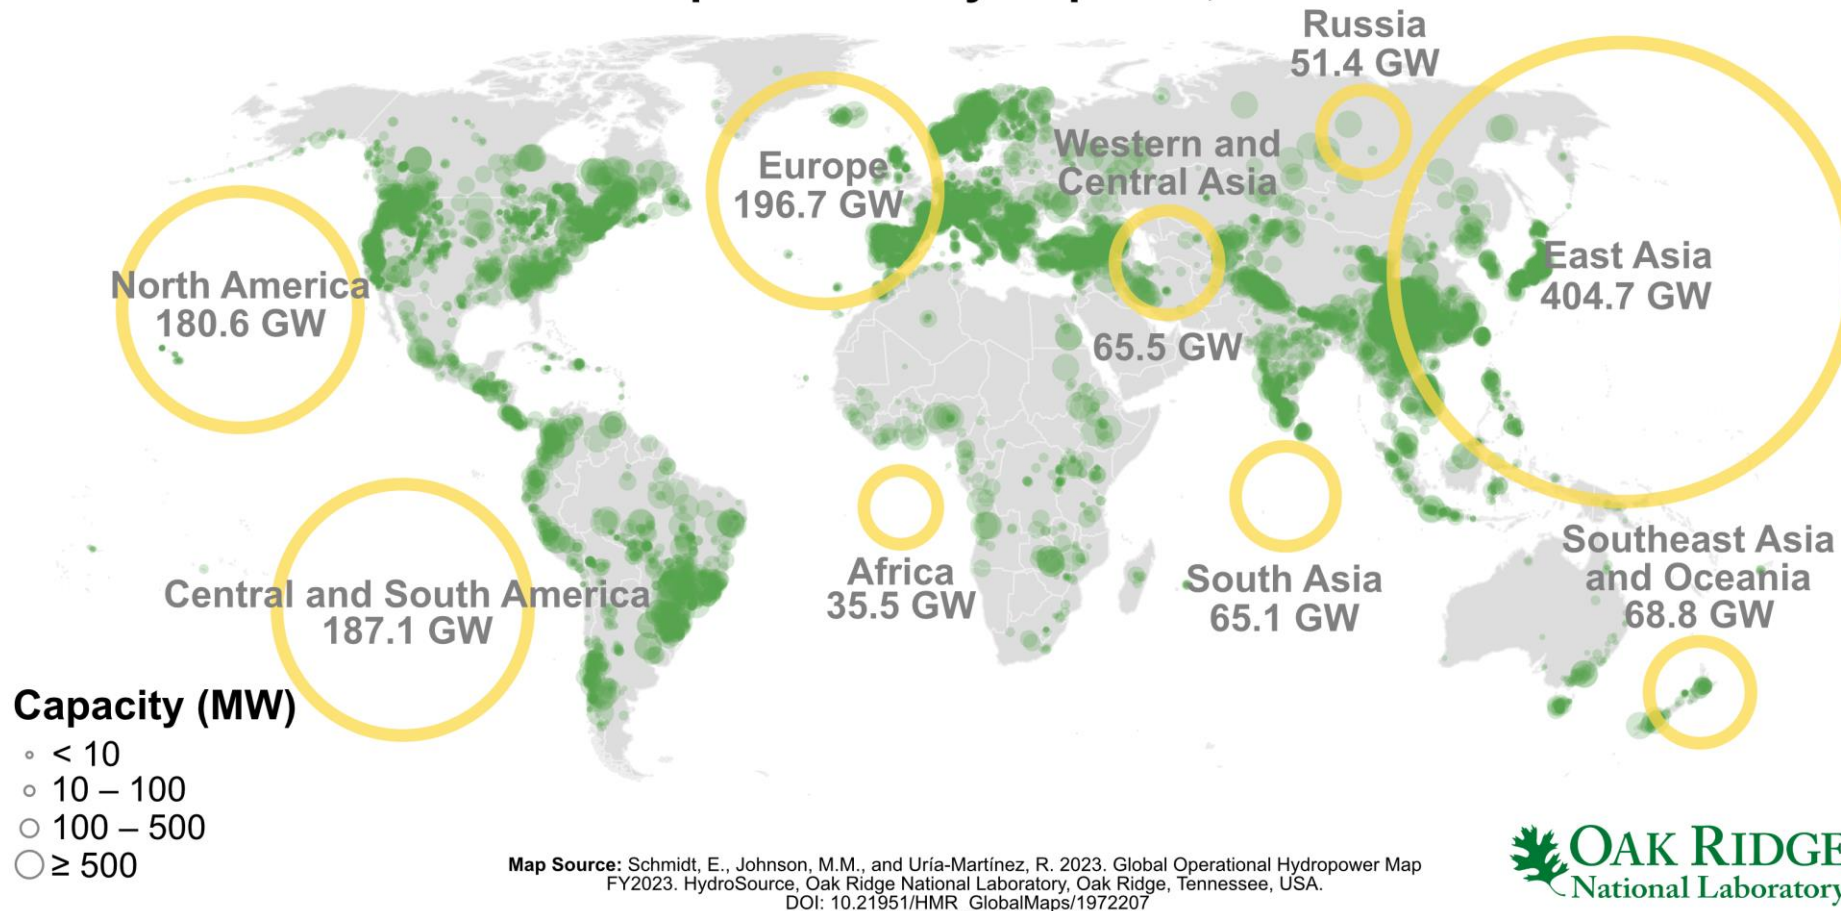 Russia
51.4 GW
Western and
Central Asia
65.5 GW
Europe
196.7 GW
East Asia
404.7 GW
North America
180.6 GW
Central and South America
187.1 GW
Africa
35.5 GW
South Asia
65.1 GW
Southeast Asia
and Oceania
68.8 GW
Capacity (MW)
< 10
10 – 100
100 – 500
≥ 500
Map Source: Schmidt, E., Johnson, M.M., and Uría-Martínez, R. 2023. Global Operational Hydropower Map
FY2023. HydroSource, Oak Ridge National Laboratory, Oak Ridge, Tennessee, USA.
DOI: 10.21951/HMR_GlobalMaps/1972207
OAK RIDGE
National Laboratory